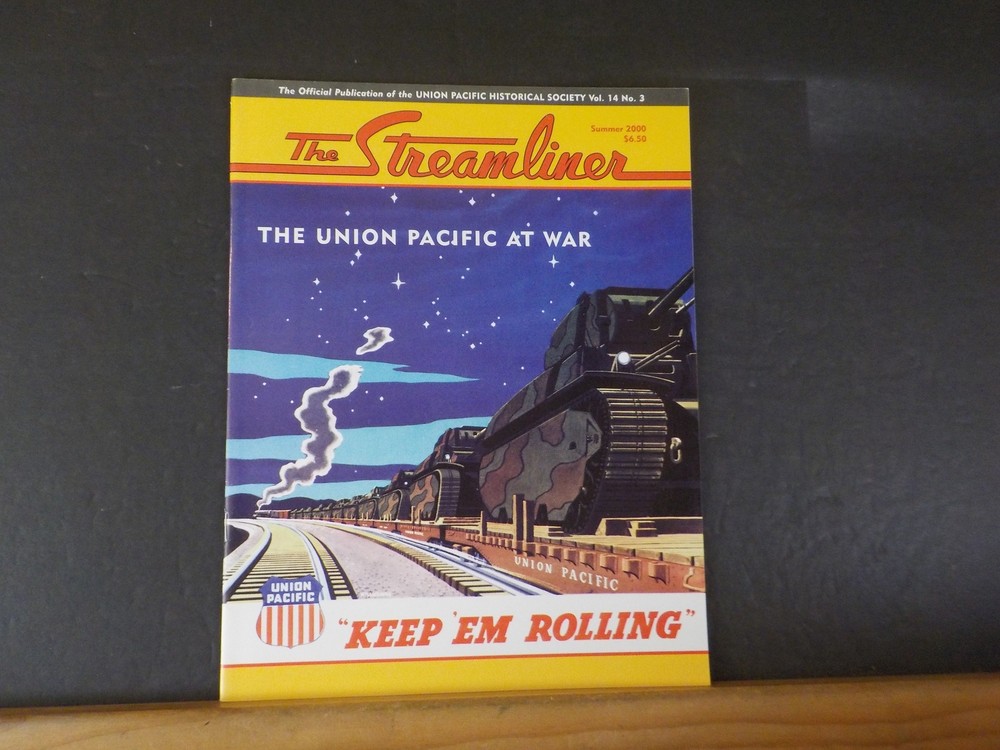 The Official Publication of the UNION PACIFIC HISTORICAL SOCIETY Vol. 14 No. 3
The Streamliner
Summer 2000
$6.50
THE UNION PACIFIC AT WAR
UNION PACIFIC
UNION
PACIFIC
"KEEP 'EM ROLLING"